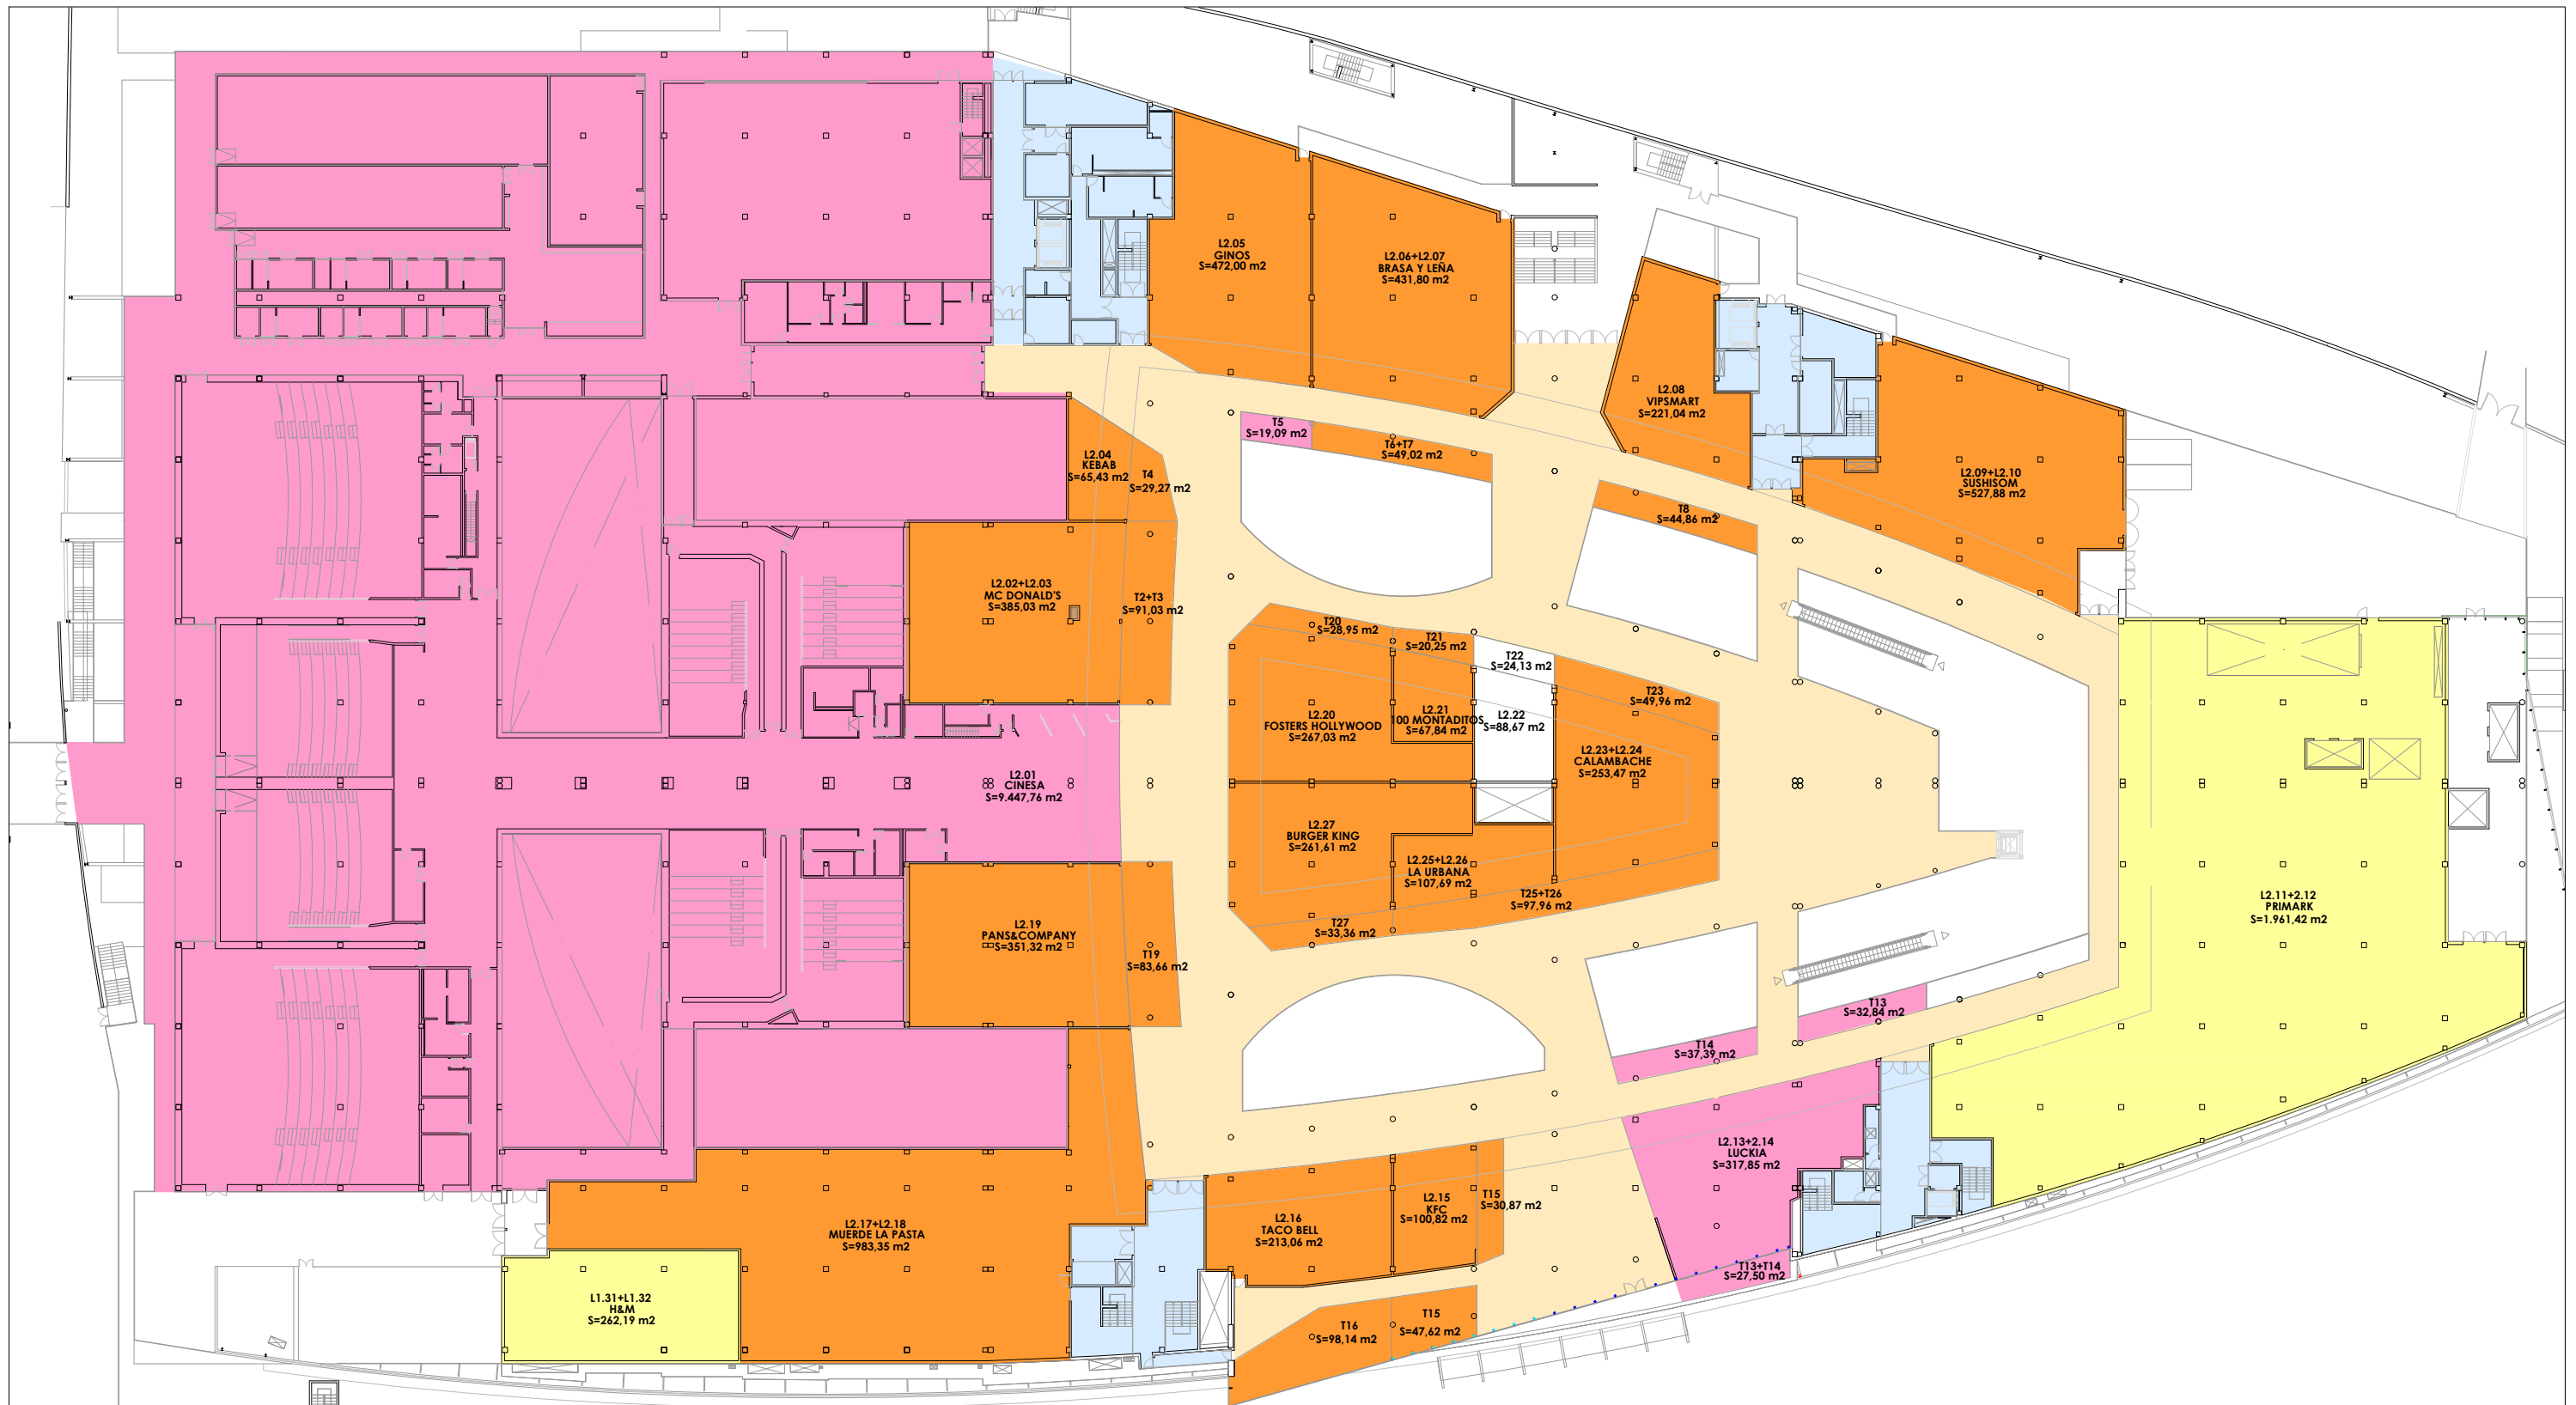 L2.05
GINOS
S=472,00 m2
L2.06+L2.07
BRASA Y LEÑA
S=431,80 m2
L2.08
VIPSMART
S=221,04 m2
T5
S=19,09 m2
T6+T7
S=49,02 m2
L2.04
KEBAB
S=65,43 m2
T4
S=29,27 m2
L2.09+L2.10
SUSHISOM
S=527,88 m2
T8
S=44,86 m2
L2.02+L2.03
MC DONALD'S
S=385,03 m2
T2+T3
S=91,03 m2
T20
S=28,95 m2
T21
S=20,25 m2
T22
S=24,13 m2
T23
S=49,96 m2
L2.20
FOSTERS HOLLYWOOD
S=267,03 m2
L2.21
100 MONTADITOS
S=67,84 m2
L2.22
S=88,67 m2
L2.23+L2.24
CALAMBACHE
S=253,47 m2
L2.01
CINESA
S=9.447,76 m2
L2.27
BURGER KING
S=261,61 m2
L2.25+L2.26
LA URBANA
S=107,69 m2
T25+T26
S=97,96 m2
T27
S=33,36 m2
L2.11+2.12
PRIMARK
S=1.961,42 m2
L2.19
PANS&COMPANY
S=351,32 m2
T19
S=83,66 m2
T13
S=32,84 m2
T14
S=37,39 m2
L2.13+2.14
LUCKIA
S=317,85 m2
L2.17+L2.18
MUERDE LA PASTA
S=983,35 m2
L2.16
TACO BELL
S=213,06 m2
L2.15
KFC
S=100,82 m2
T15
S=30,87 m2
T13+T14
S=27,50 m2
L1.31+L1.32
H&M
S=262,19 m2
T16
S=98,14 m2
T15
S=47,62 m2